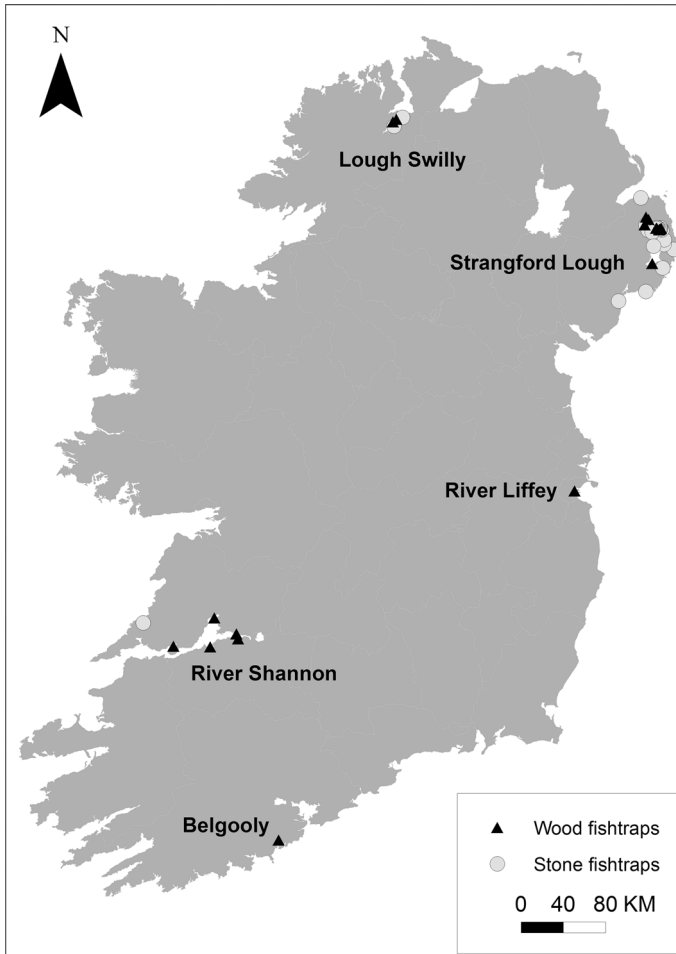 N
Lough Swilly
Strangford Lough
River Liffey
River Shannon
Belgooly
Wood fishtraps
Stone fishtraps
0 40 80 KM